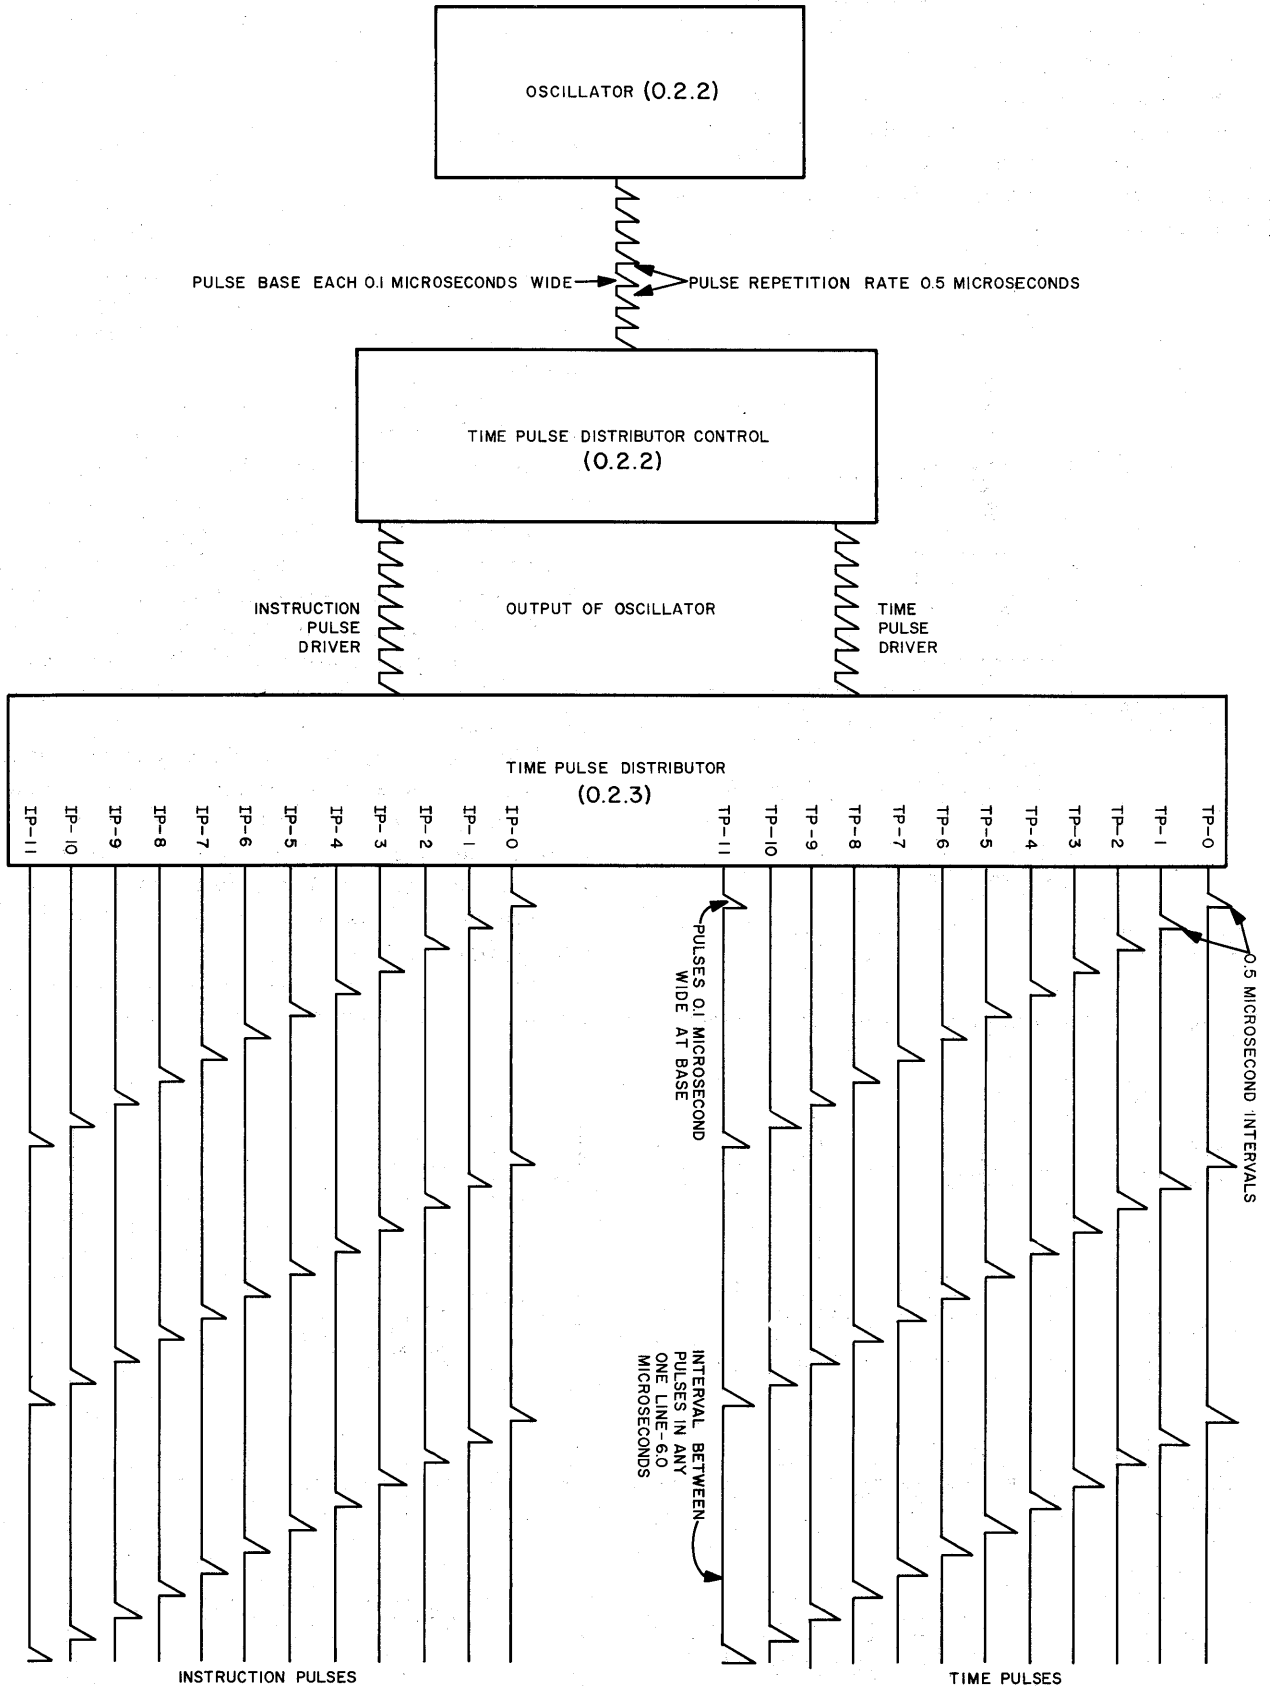 OSCILLATOR (0.2.2)
PULSE BASE EACH 0.1 MICROSECONDS WIDE
PULSE REPETITION RATE 0.5 MICROSECONDS
TIME PULSE DISTRIBUTOR CONTROL
(0.2.2)
INSTRUCTION
PULSE
DRIVER
OUTPUT OF OSCILLATOR
TIME
PULSE
DRIVER
TIME PULSE DISTRIBUTOR
(0.2.3)
IP-11
IP-10
IP-9
IP-8
IP-7
IP-6
IP-5
IP-4
IP-3
IP-2
IP-1
IP-0
TP-11
TP-10
TP-9
TP-8
TP-7
TP-6
TP-5
TP-4
TP-3
TP-2
TP-1
TP-0
PULSES 0.1 MICROSECOND
WIDE AT BASE
0.5 MICROSECOND INTERVALS
INTERVAL BETWEEN
PULSES IN ANY
ONE LINE-6.0
MICROSECONDS
INSTRUCTION PULSES
TIME PULSES